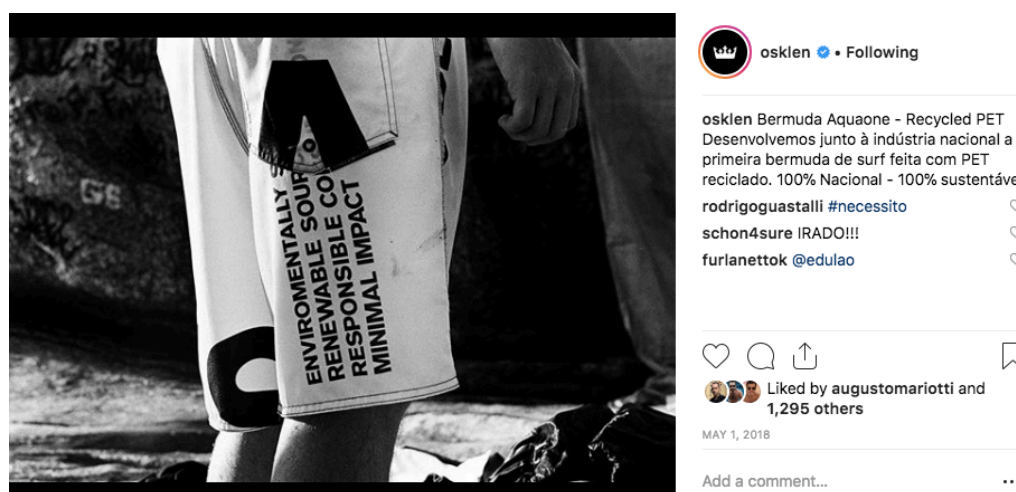 ENVIROMENTALLY
RENEWABLE SOUR
RESPONSIBLE CO
MINIMAL IMPACT
osklen • Following
osklen Bermuda Aquaone - Recycled PET
Desenvolvemos junto à indústria nacional a
primeira bermuda de surf feita com PET
reciclado. 100% Nacional - 100% sustentáve
rodrigoguastalli #necessito
schon4sure IRADO!!!
furlanettok @edulao
Liked by augustomariotti and
1,295 others
MAY 1, 2018
Add a comment...